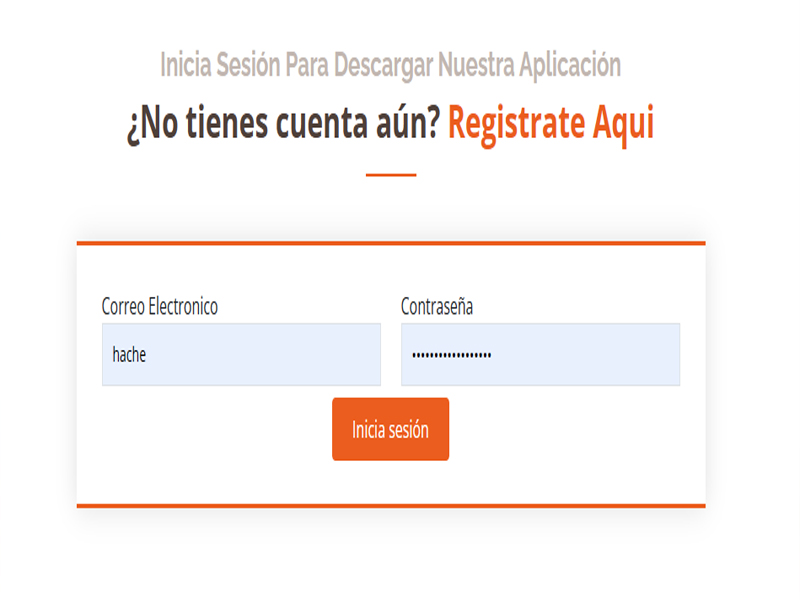 Inicia Sesión Para Descargar Nuestra Aplicación
¿No tienes cuenta aún? Registrate Aqui
Correo Electronico
Contraseña
hache
••••••••••••••••••
Inicia sesión